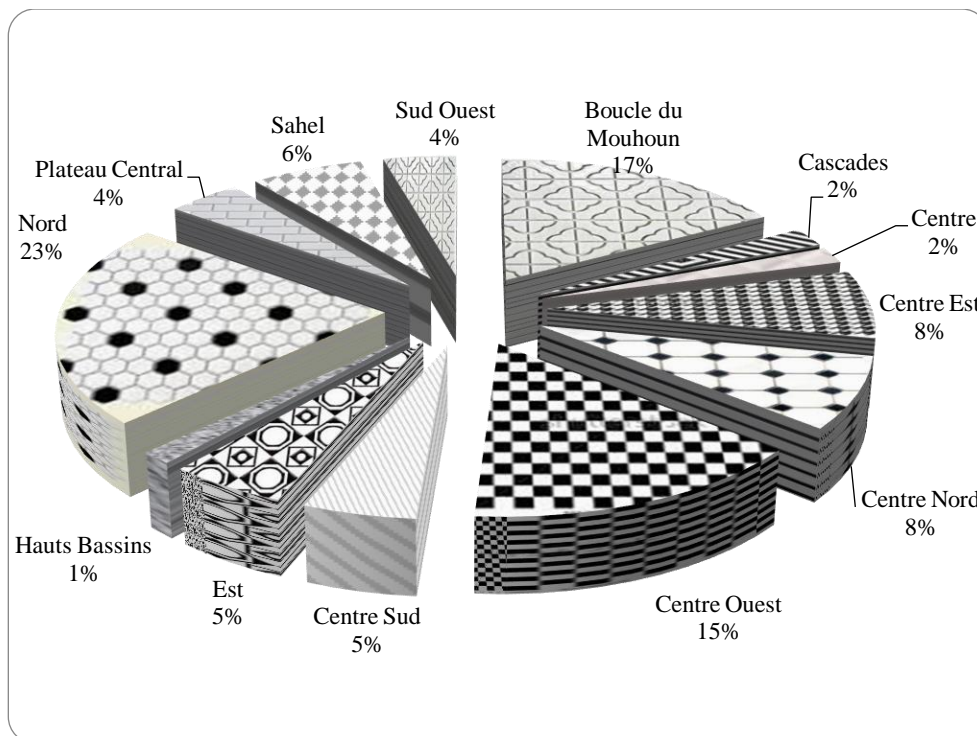 Sud Ouest
4%
Boucle du
Mouhoun
17%
Cascades
2%
Centre
2%
Centre Est
8%
Centre Nord
8%
Centre Ouest
15%
Centre Sud
5%
Est
5%
Hauts Bassins
1%
Nord
23%
Plateau Central
4%
Sahel
6%